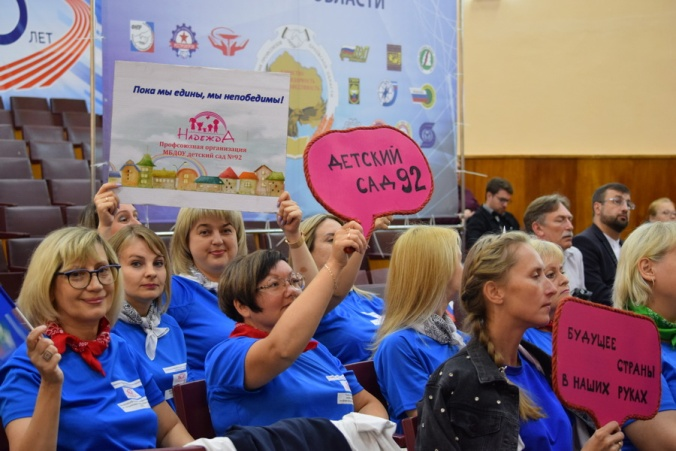 ЛЕТ
ОБЛАСТИ
Пока мы едины, мы непобедимы!
НАДЕЖДА
Профсоюзная организация
МБДОУ детский сад №92
ДЕТСКИЙ
САД 92
БУДУЩЕЕ
СТРАНЫ
В НАШИХ РУКАХ